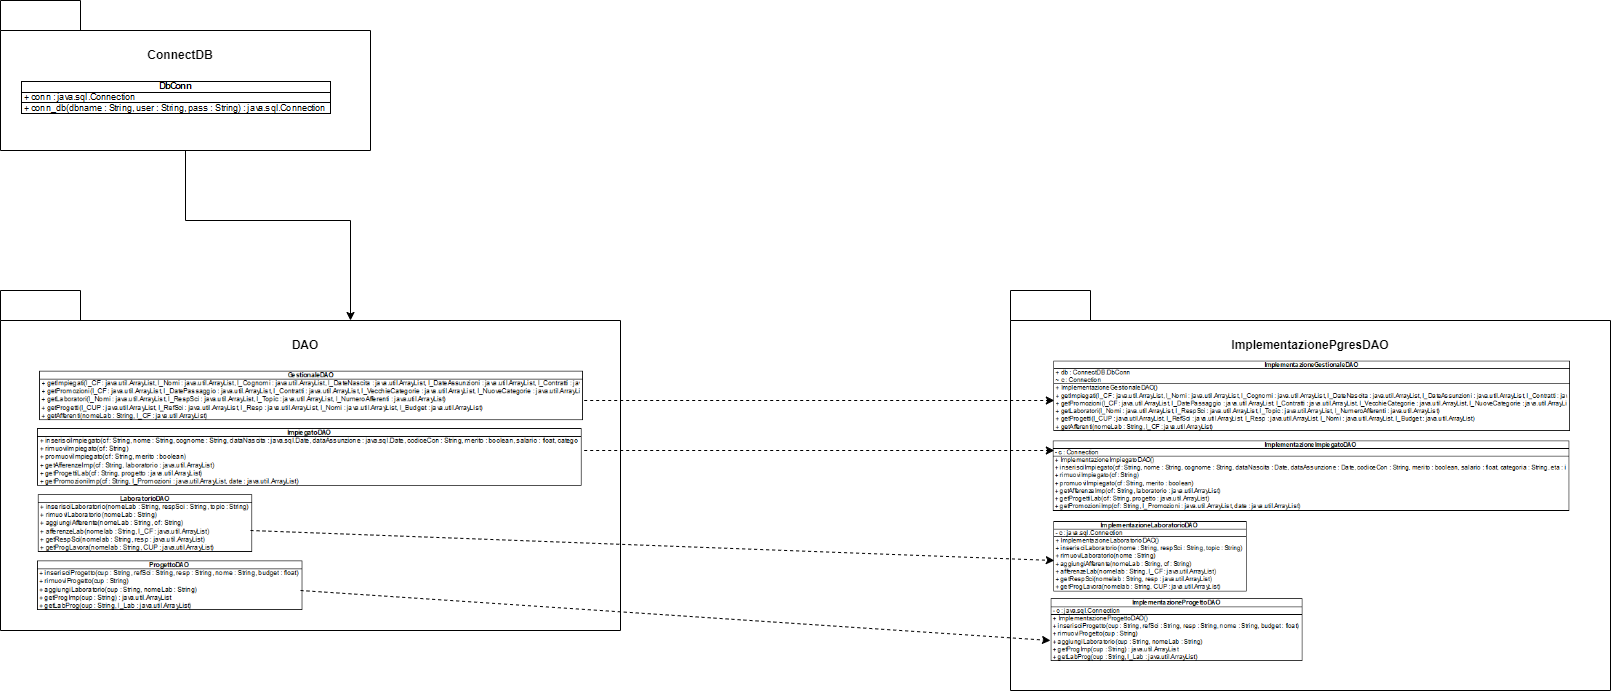 ConnectDB
DbConn
+ conn : java.sql.Connection
+ conn_db(dbname : String, user : String, pass : String) : java.sql.Connection
DAO
GestionaleDAO
+ getImpiegati(l_CF : java.util.ArrayList, l_Nomi : java.util.ArrayList, l_Cognomi : java.util.ArrayList, l_DateNascita : java.util.ArrayList, l_DateAssunzioni : java.util.ArrayList, l_Contratti : ja
+ getPromozioni(l_CF : java.util.ArrayList, l_DatePassaggio : java.util.ArrayList, l_Contratti : java.util.ArrayList, l_VecchieCategorie : java.util.ArrayList, l_NuoveCategorie : java.util.ArrayLi
+ getLaboratori(l_Nomi : java.util.ArrayList, l_RespSci : java.util.ArrayList, l_Topic : java.util.ArrayList, l_NumeroAfferenti : java.util.ArrayList)
+ getProgetti(l_CUP : java.util.ArrayList, l_RefSci : java.util.ArrayList, l_Resp : java.util.ArrayList, l_Nomi : java.util.ArrayList, l_Budget : java.util.ArrayList)
+ getAfferenti(nomeLab : String, l_CF : java.util.ArrayList)
ImpiegatoDAO
+ inserisciImpiegato(cf : String, nome : String, cognome : String, dataNascita : java.sql.Date, dataAssunzione : java.sql.Date, codiceCon : String, merito : boolean, salario : float, catego
+ rimuoviImpiegato(cf : String)
+ promuoviImpiegato(cf : String, merito : boolean)
+ getAfferenzeImp(cf : String, laboratorio : java.util.ArrayList)
+ getProgettiLab(cf : String, progetto : java.util.ArrayList)
+ getPromozioniImp(cf : String, l_Promozioni : java.util.ArrayList, date : java.util.ArrayList)
LaboratorioDAO
+ inserisciLaboratorio(nomeLab : String, respSci : String, topic : String)
+ rimuoviLaboratorio(nomeLab : String)
+ aggiungiAfferente(nomeLab : String, cf : String)
+ afferenzeLab(nomelab : String, l_CF : java.util.ArrayList)
+ getRespSci(nomelab : String, resp : java.util.ArrayList)
+ getProgLavora(nomelab : String, CUP : java.util.ArrayList)
ProgettoDAO
+ inserisciProgetto(cup : String, refSci : String, resp : String, nome : String, budget : float)
+ rimuoviProgetto(cup : String)
+ aggiungiLaboratorio(cup : String, nomeLab : String)
+ getProgImp(cup : String) : java.util.ArrayList
+ getLabProg(cup : String, l_Lab : java.util.ArrayList)
ImplementazionePgresDAO
ImplementazioneGestionaleDAO
+ db : ConnectDB.DbConn
~ c : Connection
+ ImplementazioneGestionaleDAO()
+ getImpiegati(l_CF : java.util.ArrayList, l_Nomi : java.util.ArrayList, l_Cognomi : java.util.ArrayList, l_DateNascita : java.util.ArrayList, l_DateAssunzioni : java.util.ArrayList, l_Contratti : java
+ getPromozioni(l_CF : java.util.ArrayList, l_DatePassaggio : java.util.ArrayList, l_Contratti : java.util.ArrayList, l_VecchieCategorie : java.util.ArrayList, l_NuoveCategorie : java.util.ArrayLi
+ getLaboratori(l_Nomi : java.util.ArrayList, l_RespSci : java.util.ArrayList, l_Topic : java.util.ArrayList, l_NumeroAfferenti : java.util.ArrayList)
+ getProgetti(l_CUP : java.util.ArrayList, l_RefSci : java.util.ArrayList, l_Resp : java.util.ArrayList, l_Nomi : java.util.ArrayList, l_Budget : java.util.ArrayList)
+ getAfferenti(nomeLab : String, l_CF : java.util.ArrayList)
ImplementazioneImpiegatoDAO
- c : Connection
+ ImplementazioneImpiegatoDAO()
+ inserisciImpiegato(cf : String, nome : String, cognome : String, dataNascita : Date, dataAssunzione : Date, codiceCon : String, merito : boolean, salario : float, categoria : String, eta : i
+ rimuoviImpiegato(cf : String)
+ promuoviImpiegato(cf : String, merito : boolean)
+ getAfferenzeImp(cf : String, laboratorio : java.util.ArrayList)
+ getProgettiLab(cf : String, progetto : java.util.ArrayList)
+ getPromozioniImp(cf : String, l_Promozioni : java.util.ArrayList, date : java.util.ArrayList)
ImplementazioneLaboratorioDAO
- c : java.sql.Connection
+ ImplementazioneLaboratorioDAO()
+ inserisciLaboratorio(nome : String, respSci : String, topic : String)
+ rimuoviLaboratorio(nome : String)
+ aggiungiAfferente(nomeLab : String, cf : String)
+ afferenzeLab(nomelab : String, l_CF : java.util.ArrayList)
+ getRespSci(nomelab : String, resp : java.util.ArrayList)
+ getProgLavora(nomelab : String, CUP : java.util.ArrayList)
ImplementazioneProgettoDAO
- c : java.sql.Connection
+ ImplementazioneProgettoDAO()
+ inserisciProgetto(cup : String, refSci : String, resp : String, nome : String, budget : float)
+ rimuoviProgetto(cup : String)
+ aggiungiLaboratorio(cup : String, nomeLab : String)
+ getProgImp(cup : String) : java.util.ArrayList
+ getLabProg(cup : String, l_Lab : java.util.ArrayList)